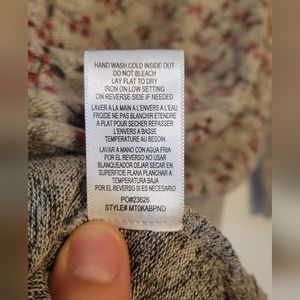 HAND WASH COLD INSIDE OUT
DO NOT BLEACH
LAY FLAT TO DRY
IRON ON LOW SETTING
ON REVERSE SIDE IF NEEDED
LAVER A LA MAIN A L'ENVERS A L'EAU
FROIDE NE PAS BLANCHIR ETENDRE
A PLAT POUR SECHER REPASSER
L'ENVERS A BASSE
TEMPERATURE AU BESOIN
LAVAR A MANO CON AGUA FRIA
POR EL REVERSO NO USAR
BLANQUEADOR DEJAR SECAR EN
SUPERFICIE PLANA PLANCHAR A
TEMPERATURA BAJA
POR EL REVERSO SI ES NECESARIO
PO#23626
STYLE# MT0KABPND